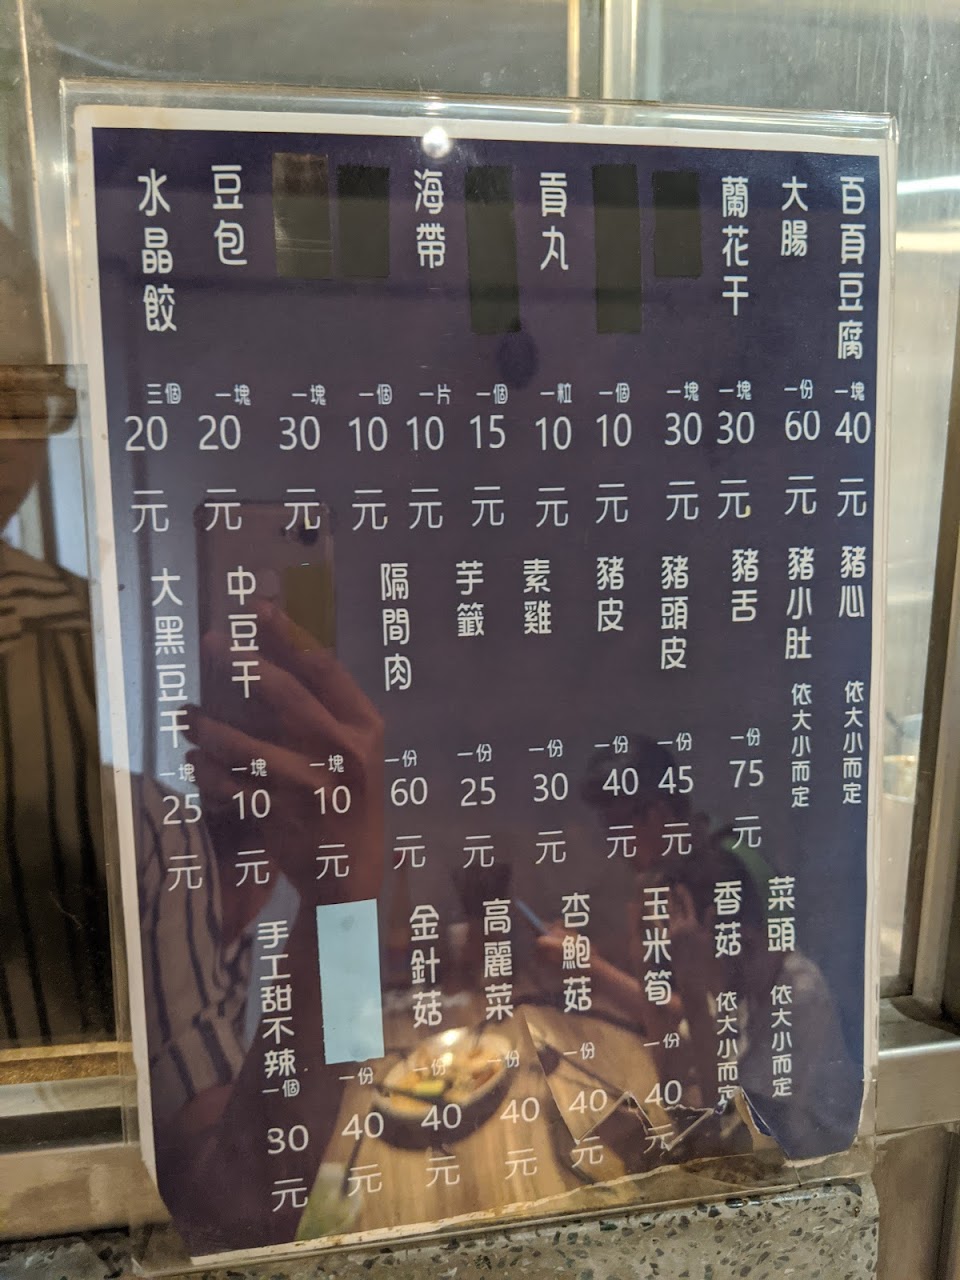 百頁豆腐 一塊 40 元
大腸 一份 60 元
蘭花干 一塊 30 元
一塊 30 元
一個 10 元
貢丸 一粒 10 元
一個 15 元
海帶 一片 10 元
一個 10 元
一塊 30 元
豆包 一塊 20 元
水晶餃 三個 20 元
豬心 依大小而定
豬小肚 依大小而定
豬舌 一份 75 元
豬頭皮 一份 45 元
豬皮 一份 40 元
素雞 一份 30 元
芋籤 一份 25 元
隔間肉 一份 60 元
一塊 10 元
中豆干 一塊 10 元
大黑豆干 一塊 25 元
菜頭 依大小而定
香菇 依大小而定
玉米筍 一份 40 元
杏鮑菇 一份 40 元
高麗菜 一份 40 元
金針菇 一份 40 元
一份 40 元
手工甜不辣 一個 30 元